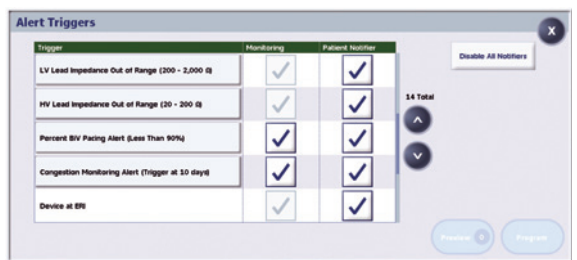 Alert Triggers
X
Trigger Monitoring Patient Notifier
Disable All Notifiers
LV Lead Impedance Out of Range (200 - 2,000 Ω)
HV Lead Impedance Out of Range (20 - 200 Ω)
14 Total
Percent BiV Pacing Alert (Less Than 90%)
Congestion Monitoring Alert (Trigger at 10 days)
Device at ERI
Preview 0 Program